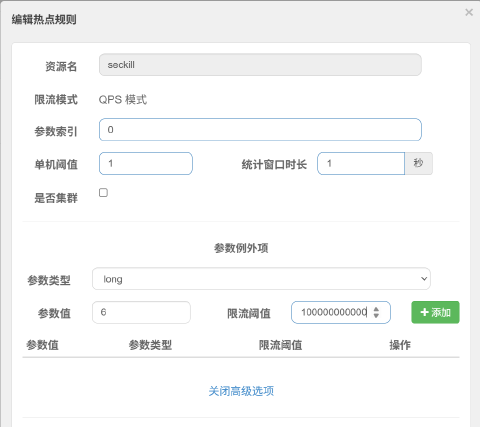 编辑热点规则 ×
资源名 seckill
限流模式 QPS 模式
参数索引 0
单机阈值 1 统计窗口时长 1 秒
是否集群
参数例外项
参数类型 long
参数值 6 限流阈值 100000000000 +添加
参数值 参数类型 限流阈值 操作
关闭高级选项